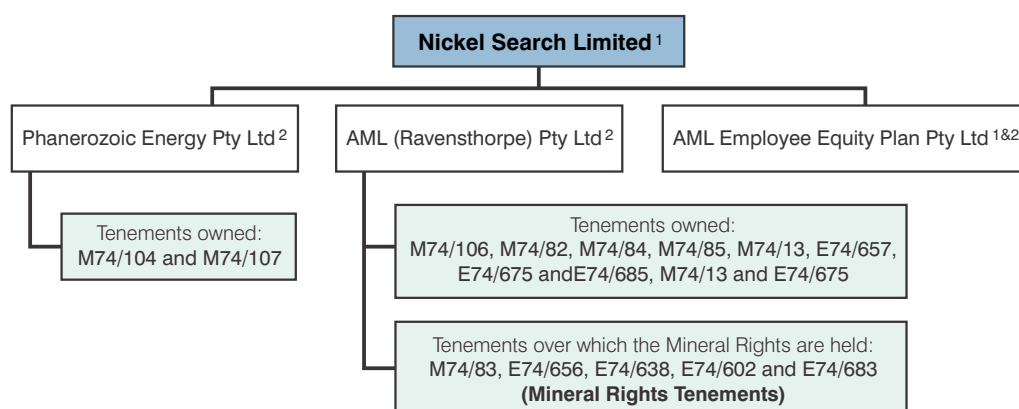 Nickel Search Limited 1
Phanerozoic Energy Pty Ltd 2
AML (Ravensthorpe) Pty Ltd 2
AML Employee Equity Plan Pty Ltd 1&2
Tenements owned:
M74/104 and M74/107
Tenements owned:
M74/106, M74/82, M74/84, M74/85, M74/13, E74/657,
E74/675 andE74/685, M74/13 and E74/675
Tenements over which the Mineral Rights are held:
M74/83, E74/656, E74/638, E74/602 and E74/683
(Mineral Rights Tenements)